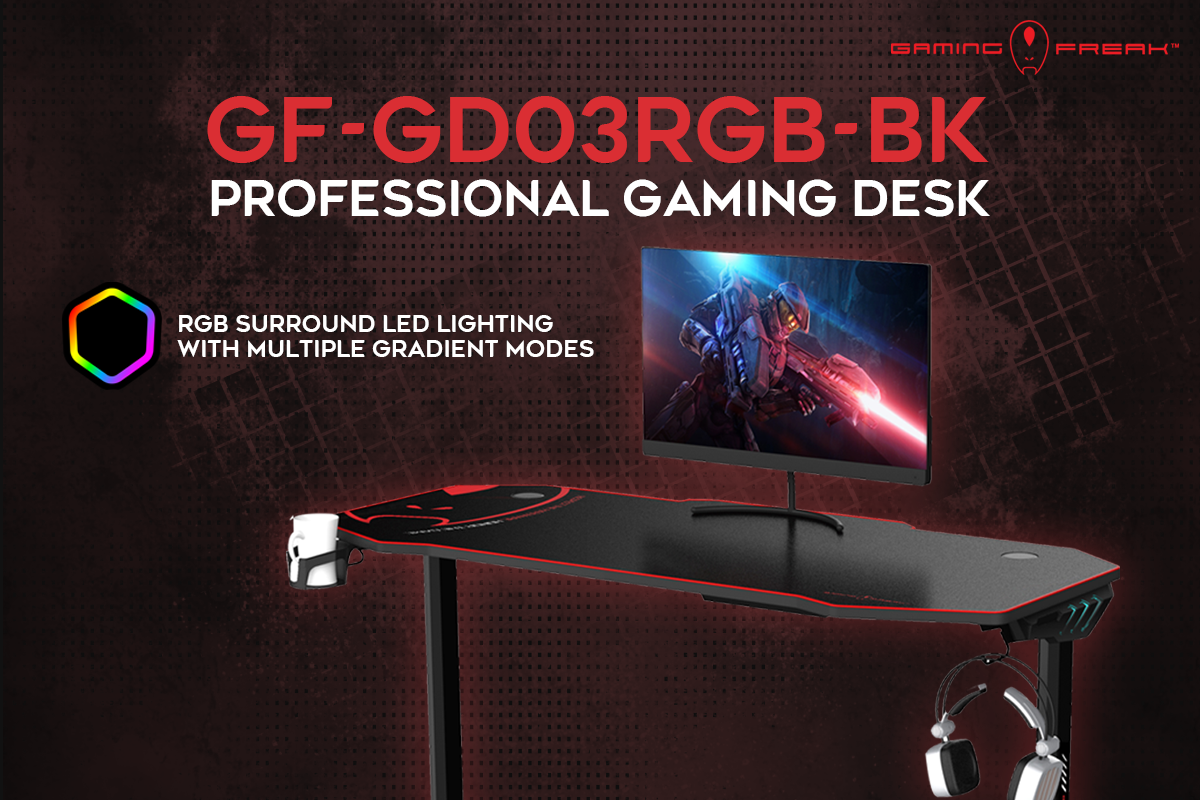 GAMING FREAK™
GF-GD03RGB-BK
PROFESSIONAL GAMING DESK
RGB SURROUND LED LIGHTING
WITH MULTIPLE GRADIENT MODES